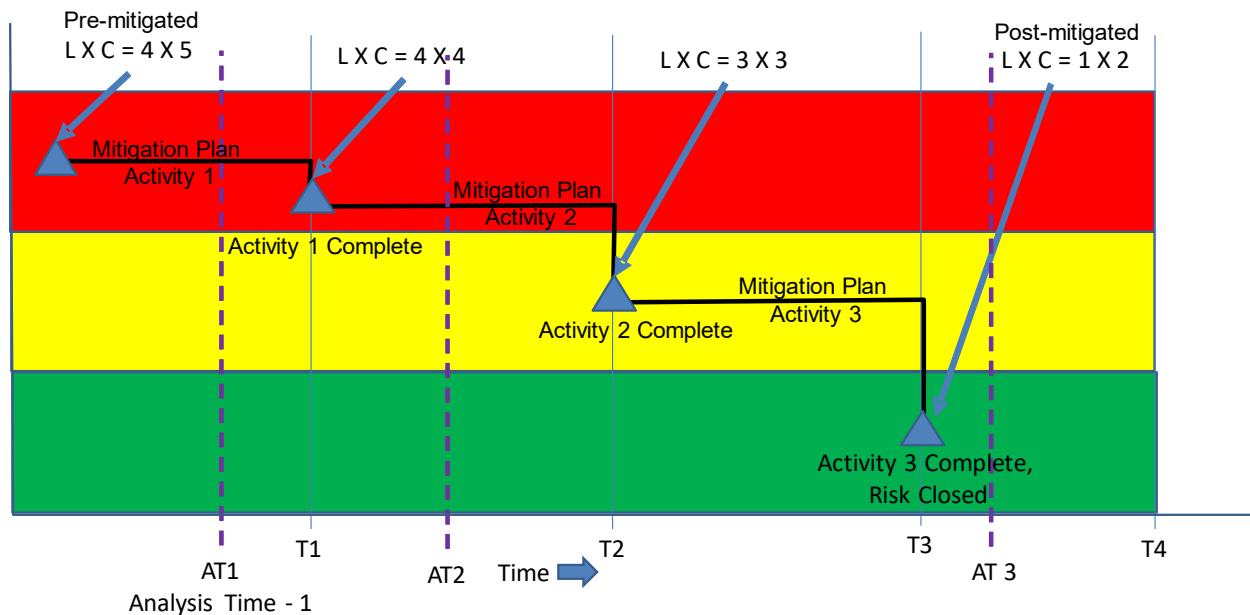 Pre-mitigated
L X C = 4 X 5
L X C = 4 X 4
L X C = 3 X 3
Post-mitigated
L X C = 1 X 2
Mitigation Plan
Activity 1
Mitigation Plan
Activity 2
Activity 1 Complete
Mitigation Plan
Activity 3
Activity 2 Complete
Activity 3 Complete,
Risk Closed
T1
T2
T3
T4
AT1
Analysis Time - 1
AT2
Time
AT 3